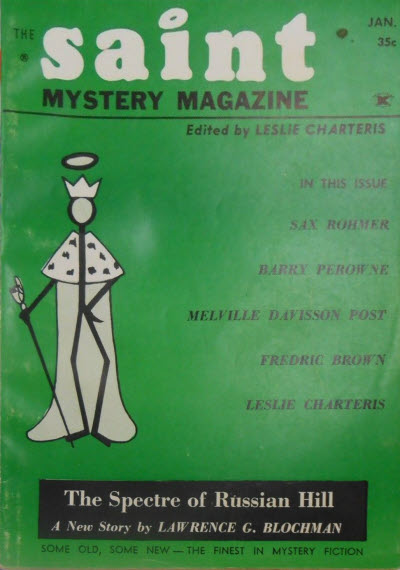 THE saint JAN.
35c
MYSTERY MAGAZINE
Edited by LESLIE CHARTERIS
IN THIS ISSUE
SAX ROHMER
BARRY PEROWNE
MELVILLE DAVISSON POST
FREDRIC BROWN
LESLIE CHARTERIS
The Spectre of Russian Hill
A New Story by LAWRENCE G. BLOCHMAN
SOME OLD, SOME NEW — THE FINEST IN MYSTERY FICTION